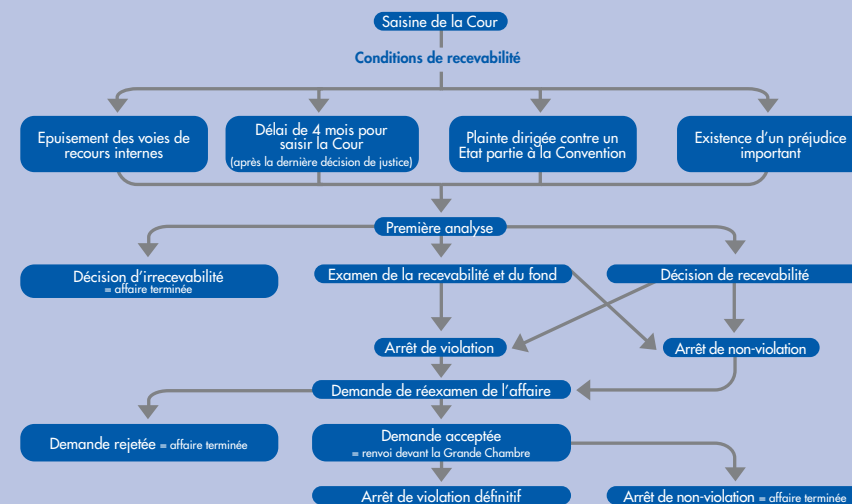 Saisine de la Cour
Conditions de recevabilité
Epuisement des voies de
recours internes
Délai de 4 mois pour
saisir la Cour
(après la dernière décision de justice)
Plainte dirigée contre un
Etat partie à la Convention
Existence d'un préjudice
important
Première analyse
Décision d'irrecevabilité
= affaire terminée
Examen de la recevabilité et du fond
Décision de recevabilité
Arrêt de violation
Arrêt de non-violation
Demande de réexamen de l'affaire
Demande rejetée = affaire terminée
Demande acceptée
= renvoi devant la Grande Chambre
Arrêt de violation définitif
Arrêt de non-violation = affaire terminée